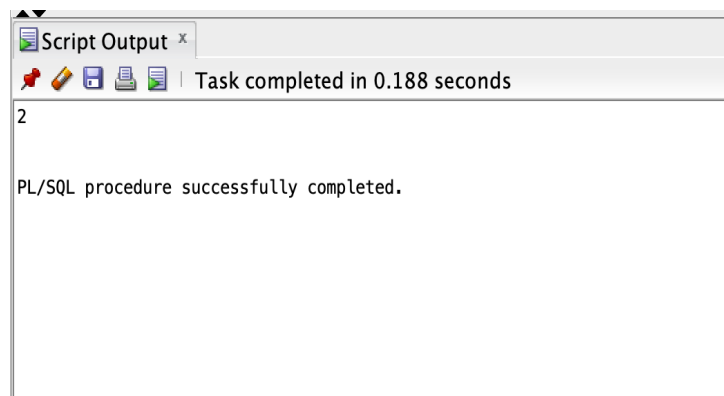 Script Output x
Task completed in 0.188 seconds
2
PL/SQL procedure successfully completed.